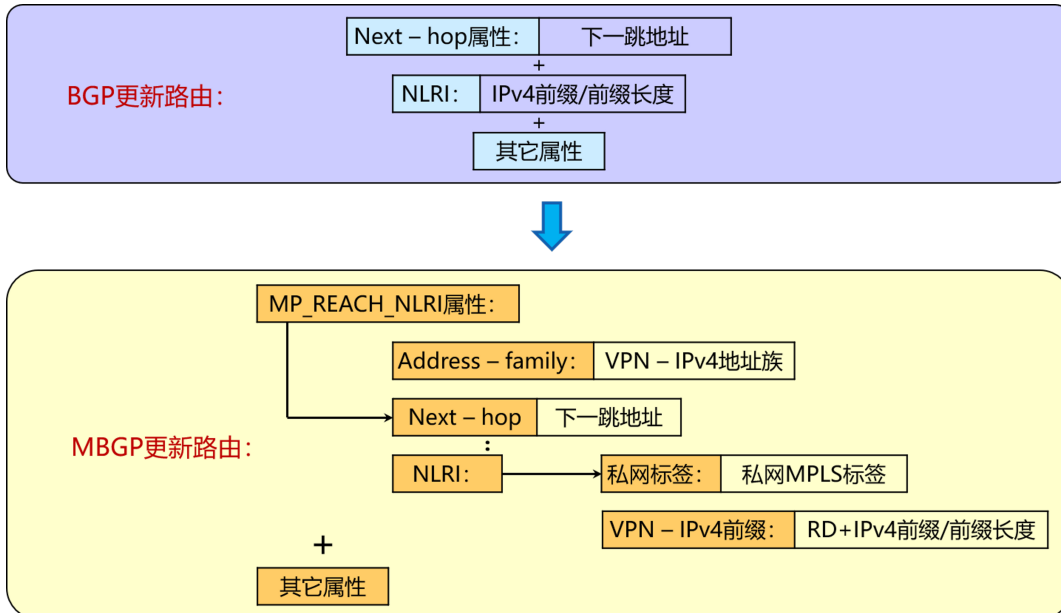 Next – hop属性： 下一跳地址
+
BGP更新路由： NLRI： IPv4前缀/前缀长度
+
其它属性
MP_REACH_NLRI属性：
Address – family： VPN – IPv4地址族
Next – hop 下一跳地址
:
MBGP更新路由：
NLRI： 私网标签： 私网MPLS标签
VPN – IPv4前缀： RD+IPv4前缀/前缀长度
+
其它属性